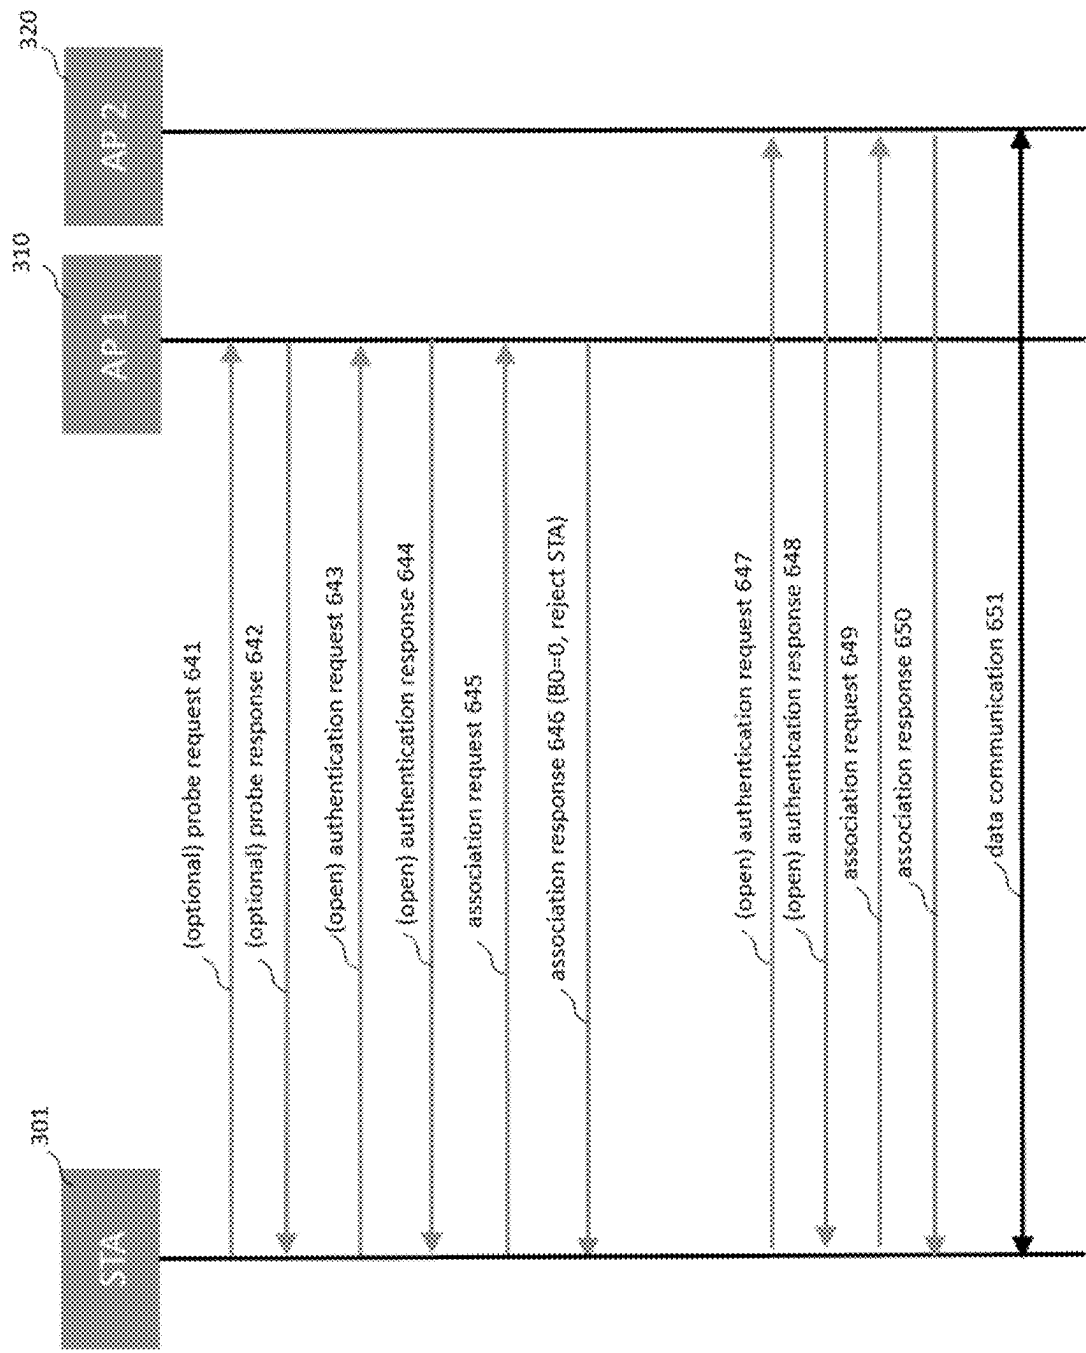 301
310
320
STA
AP 1
AP 2
(optional) probe request 641
(optional) probe response 642
(open) authentication request 643
(open) authentication response 644
association request 645
association response 646 (B0=0, reject STA)
(open) authentication request 647
(open) authentication response 648
association request 649
association response 650
data communication 651